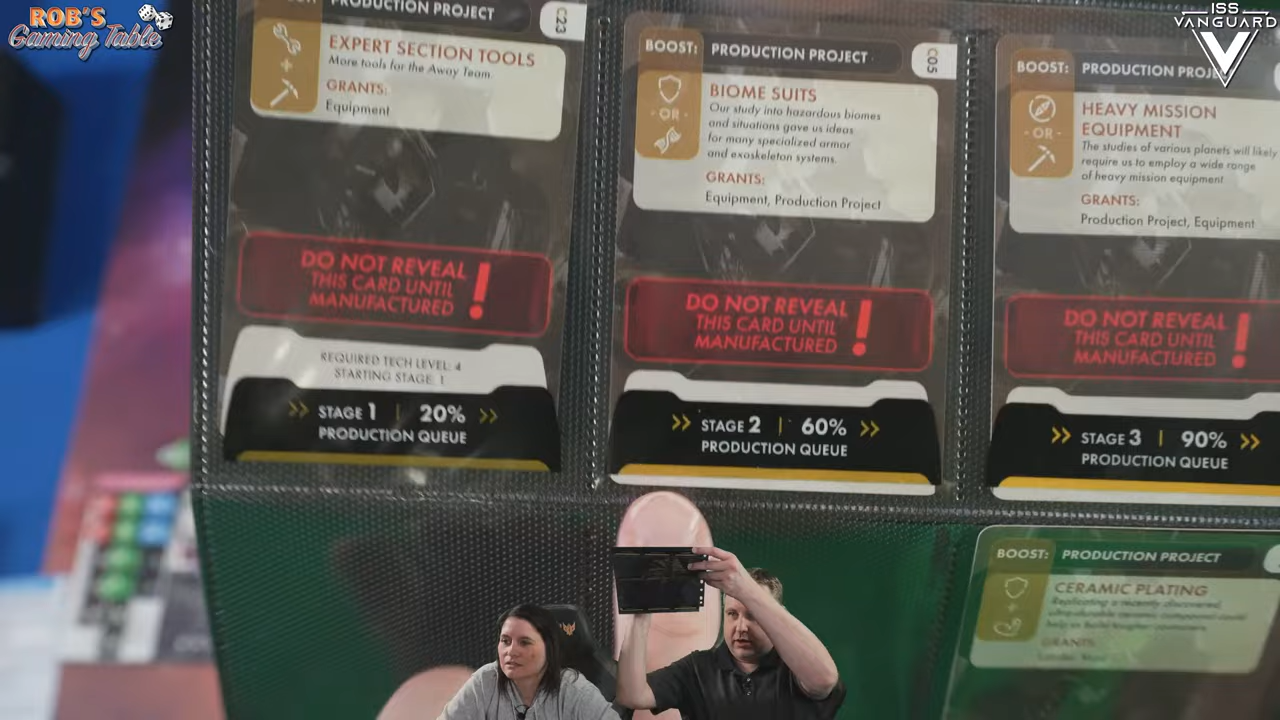 ROB'S
Gaming Table
ISS
VANGUARD
PRODUCTION PROJECT
C23
EXPERT SECTION TOOLS
More tools for the Away Team.
GRANTS:
Equipment
DO NOT REVEAL
THIS CARD UNTIL
MANUFACTURED
!
REQUIRED TECH LEVEL: 4
STARTING STAGE: 1
>> STAGE 1 | 20% >>
PRODUCTION QUEUE
BOOST: PRODUCTION PROJECT
C05
- OR -
BIOME SUITS
Our study into hazardous biomes
and situations gave us ideas
for many specialized armor
and exoskeleton systems.
GRANTS:
Equipment, Production Project
DO NOT REVEAL
THIS CARD UNTIL
MANUFACTURED
!
>> STAGE 2 | 60% >>
PRODUCTION QUEUE
BOOST: PRODUCTION PROJE
- OR -
HEAVY MISSION
EQUIPMENT
The studies of various planets will likely
require us to employ a wide range
of heavy mission equipment
GRANTS:
Production Project, Equipment
DO NOT REVEAL
THIS CARD UNTIL
MANUFACTURED
!
>> STAGE 3 | 90% >>
PRODUCTION QUEUE
BOOST: PRODUCTION PROJECT
CERAMIC PLATING
Replicating a recently discovered
GRANTS: